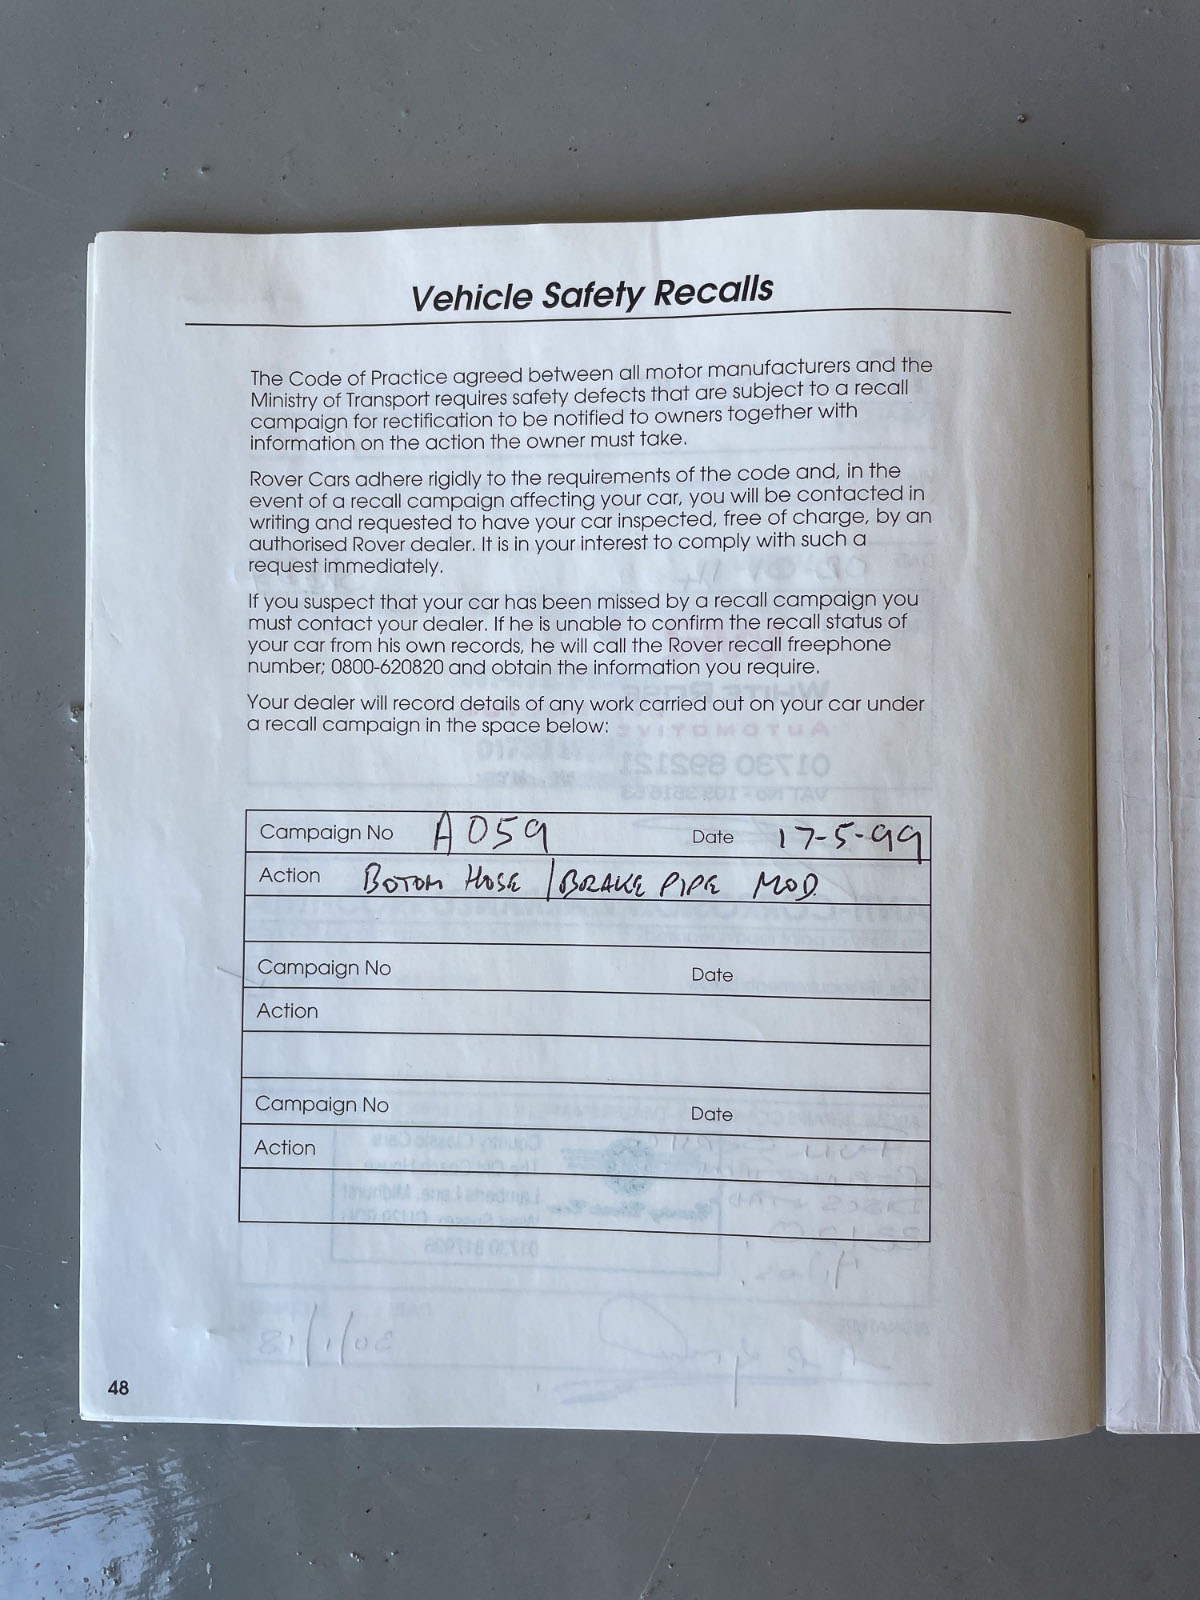 Vehicle Safety Recalls
The Code of Practice agreed between all motor manufacturers and the
Ministry of Transport requires safety defects that are subject to a recall
campaign for rectification to be notified to owners together with
information on the action the owner must take.
Rover Cars adhere rigidly to the requirements of the code and, in the
event of a recall campaign affecting your car, you will be contacted in
writing and requested to have your car inspected, free of charge, by an
authorised Rover dealer. It is in your interest to comply with such a
request immediately.
If you suspect that your car has been missed by a recall campaign you
must contact your dealer. If he is unable to confirm the recall status of
your car from his own records, he will call the Rover recall freephone
number; 0800-620820 and obtain the information you require.
Your dealer will record details of any work carried out on your car under
a recall campaign in the space below:
Campaign No A059 Date 17-5-99
Action BOTOM HOSE / BRAKE PIPE MOD.
Campaign No Date
Action
Campaign No Date
Action
48